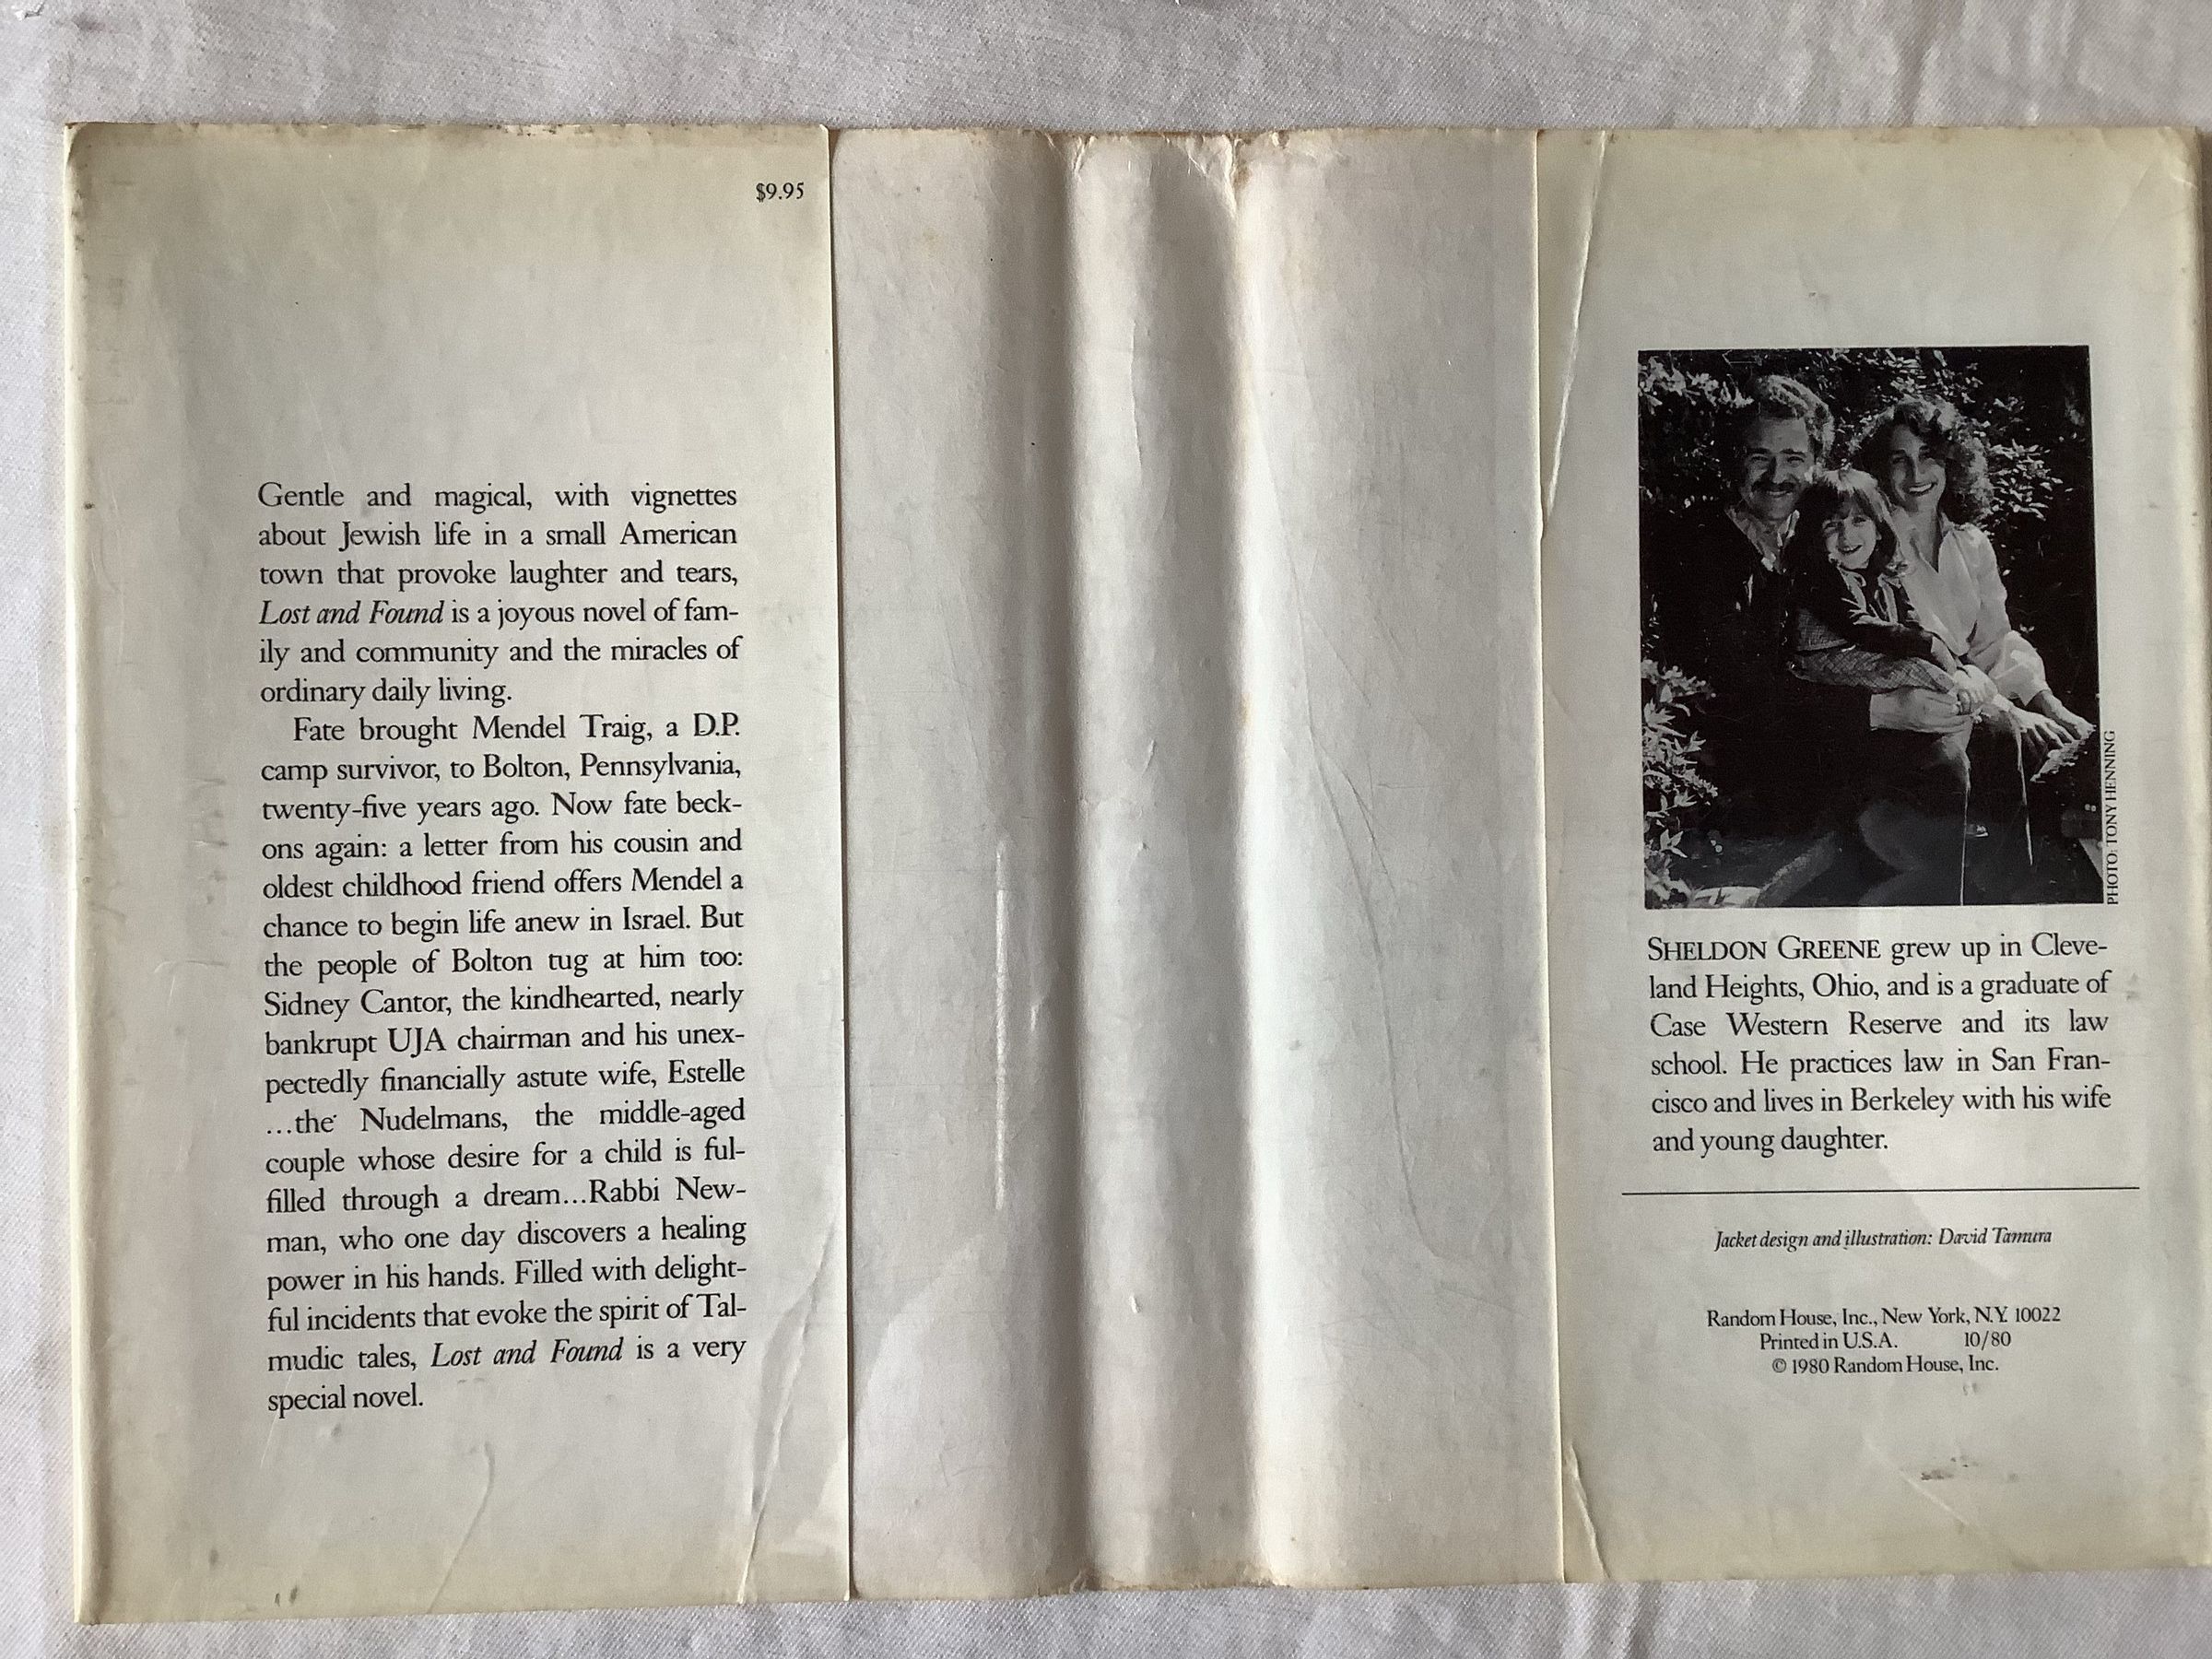 $9.95
Gentle and magical, with vignettes
about Jewish life in a small American
town that provoke laughter and tears,
Lost and Found is a joyous novel of fam-
ily and community and the miracles of
ordinary daily living.
Fate brought Mendel Traig, a D.P.
camp survivor, to Bolton, Pennsylvania,
twenty-five years ago. Now fate beck-
ons again: a letter from his cousin and
oldest childhood friend offers Mendel a
chance to begin life anew in Israel. But
the people of Bolton tug at him too:
Sidney Cantor, the kindhearted, nearly
bankrupt UJA chairman and his unex-
pectedly financially astute wife, Estelle
...the Nudelmans, the middle-aged
couple whose desire for a child is ful-
filled through a dream...Rabbi New-
man, who one day discovers a healing
power in his hands. Filled with delight-
ful incidents that evoke the spirit of Tal-
mudic tales, Lost and Found is a very
special novel.
PHOTO: TONY HENNING
SHELDON GREENE grew up in Cleve-
land Heights, Ohio, and is a graduate of
Case Western Reserve and its law
school. He practices law in San Fran-
cisco and lives in Berkeley with his wife
and young daughter.
Jacket design and illustration: David Tamura
Random House, Inc., New York, N.Y. 10022
Printed in U.S.A. 10/80
© 1980 Random House, Inc.